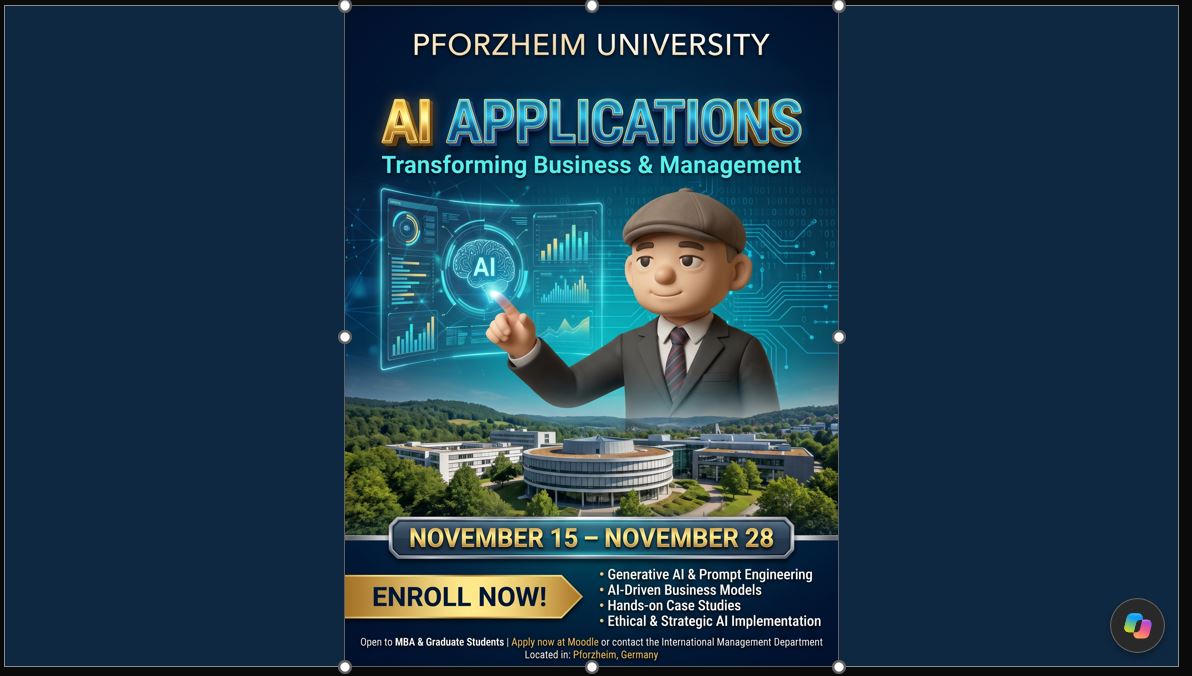 PFORZHEIM UNIVERSITY
AI APPLICATIONS
Transforming Business & Management
AI
NOVEMBER 15 – NOVEMBER 28
ENROLL NOW!
• Generative AI & Prompt Engineering
• AI-Driven Business Models
• Hands-on Case Studies
• Ethical & Strategic AI Implementation
Open to MBA & Graduate Students | Apply now at Moodle or contact the International Management Department
Located in: Pforzheim, Germany